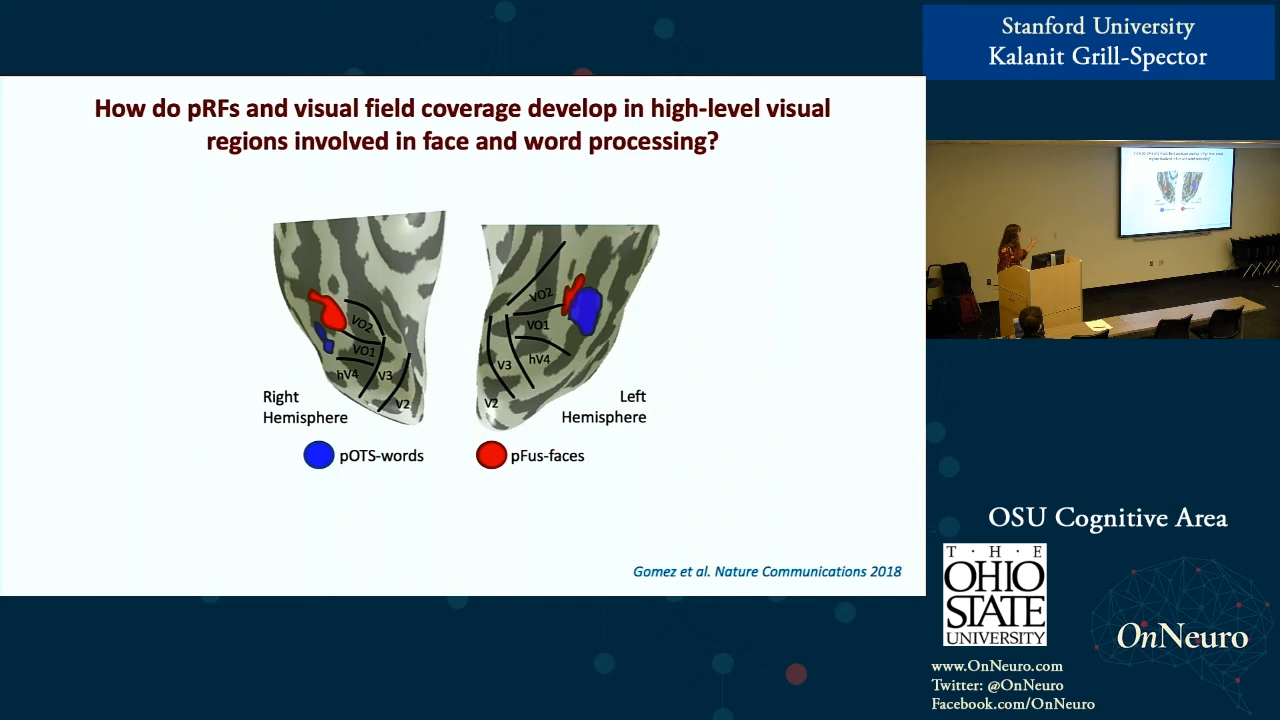 Stanford University
Kalanit Grill-Spector
How do pRFs and visual field coverage develop in high-level visual
regions involved in face and word processing?
VO2
VO1
hV4
V3
V2
VO2
VO1
hV4
V3
V2
Right
Hemisphere
Left
Hemisphere
pOTS-words
pFus-faces
Gomez et al. Nature Communications 2018
OSU Cognitive Area
T · H · E
OHIO
STATE
UNIVERSITY
OnNeuro
www.OnNeuro.com
Twitter: @OnNeuro
Facebook.com/OnNeuro